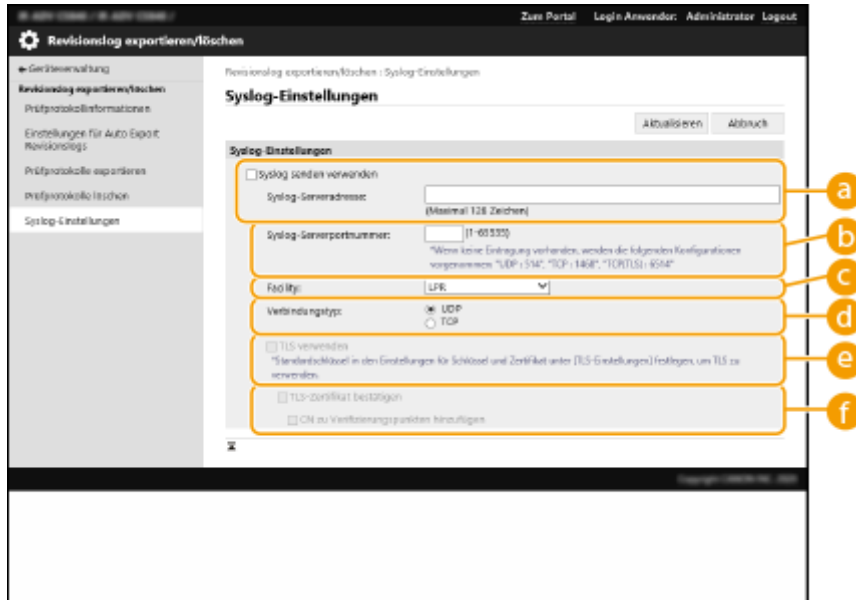 Zum Portal Login Anwender: Administrator Logout
Revisionslog exportieren/löschen
Geräteverwaltung
Revisionslog exportieren/löschen
Prüfprotokollinformationen
Einstellungen für Auto Export
Revisionslogs
Prüfprotokolle exportieren
Prüfprotokolle löschen
Syslog-Einstellungen
Revisionslog exportieren/löschen : Syslog-Einstellungen
Syslog-Einstellungen
Aktualisieren Abbruch
Syslog-Einstellungen
Syslog senden verwenden
Syslog-Serveradresse:
(Maximal 128 Zeichen)
a
Syslog-Serverportnummer: (1-65535)
*Wenn keine Eintragung vorhanden, werden die folgenden Konfigurationen
vorgenommen: "UDP : 514", "TCP : 1468", "TCP(TLS) : 6514"
b
Facility: LPR
c
Verbindungstyp: UDP
TCP
d
TLS verwenden
*Standardschlüssel in den Einstellungen für Schlüssel und Zertifikat unter [TLS-Einstellungen] festlegen, um TLS zu
verwenden.
e
TLS-Zertifikat bestätigen
CN zu Verifizierungspunkten hinzufügen
f